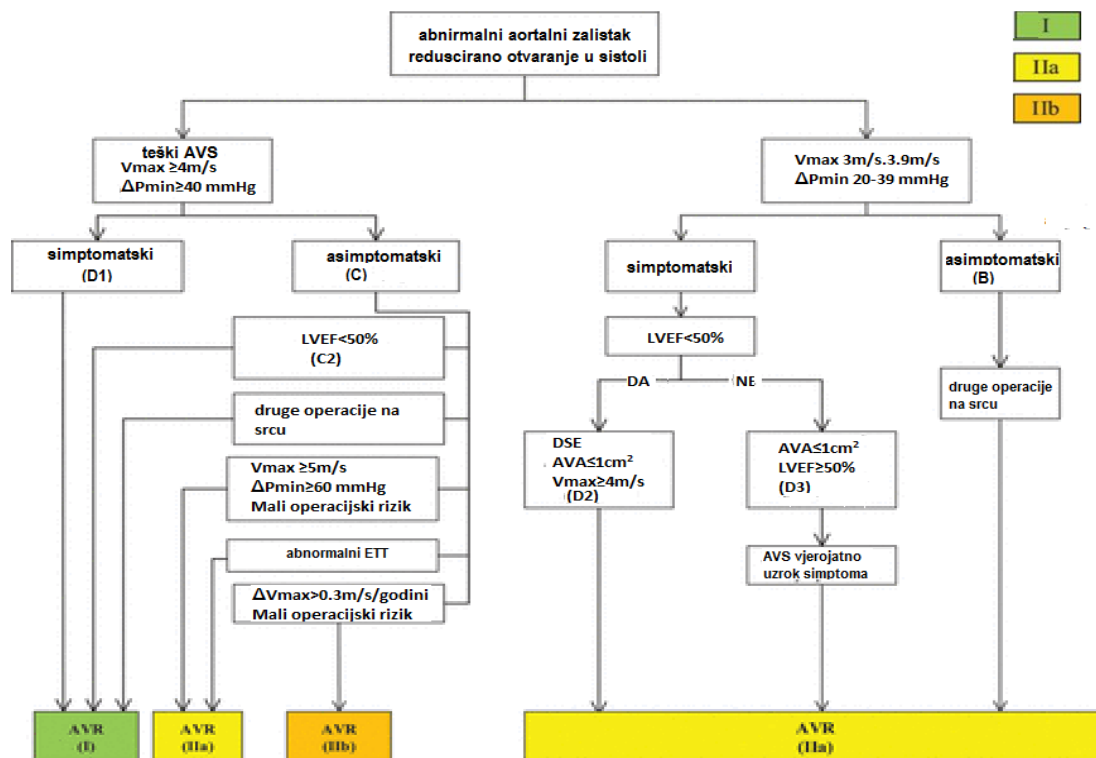 abnirmalni aortalni zalistak
reduscirano otvaranje u sistoli
I
IIa
IIb
teški AVS
Vmax ≥4m/s
ΔPmin≥40 mmHg
Vmax 3m/s.3.9m/s
ΔPmin 20-39 mmHg
simptomatski
(D1)
asimptomatski
(C)
simptomatski
asimptomatski
(B)
LVEF<50%
(C2)
LVEF<50%
DA
NE
druge operacije na
srcu
druge operacije
na srcu
DSE
AVA≤1cm²
Vmax≥4m/s
(D2)
AVA≤1cm²
LVEF≥50%
(D3)
Vmax ≥5m/s
ΔPmin≥60 mmHg
Mali operacijski rizik
abnormalni ETT
AVS vjerojatno
uzrok simptoma
ΔVmax>0.3m/s/godini
Mali operacijski rizik
AVR
(I)
AVR
(IIa)
AVR
(IIb)
AVR
(IIa)